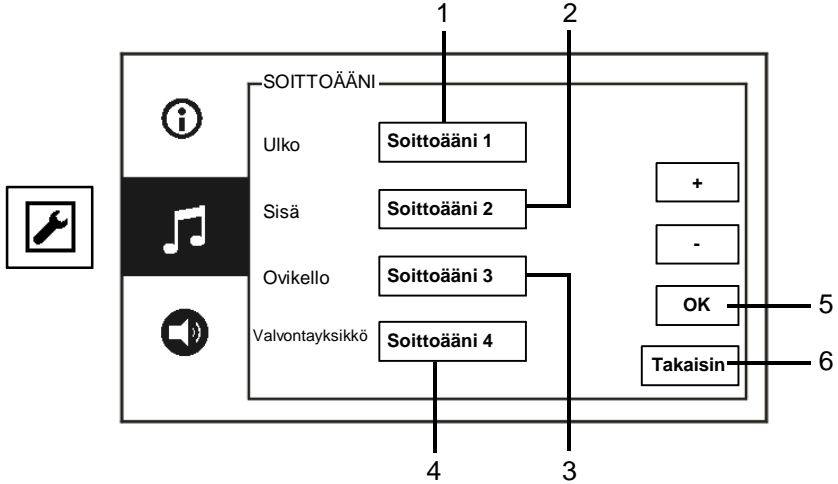 1 2
SOITTOÄÄNI
Ulko Soittoääni 1
+
Sisä Soittoääni 2
-
Ovikello Soittoääni 3
OK 5
Valvontayksikkö Soittoääni 4
Takaisin 6
4 3